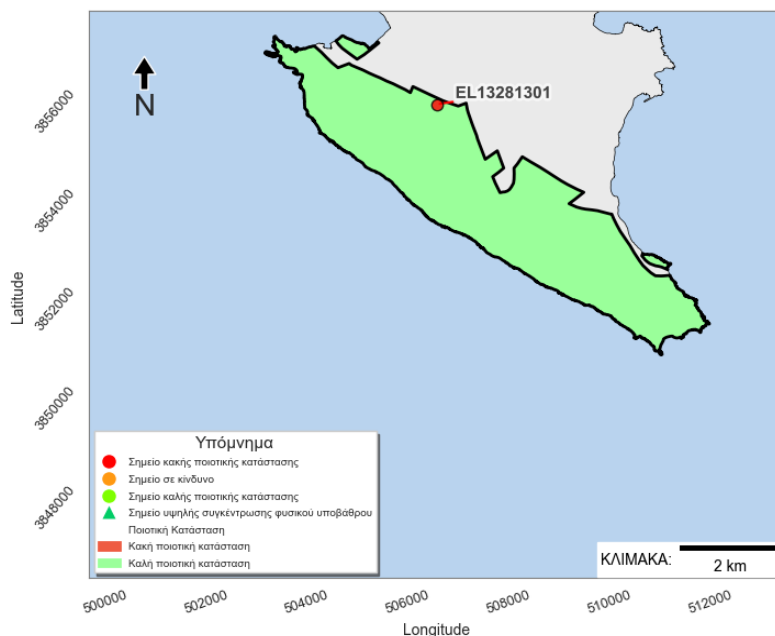 EL13281301
N
3856000
3854000
3852000
3850000
3848000
Latitude
Υπόμνημα
Σημείο κακής ποιοτικής κατάστασης
Σημείο σε κίνδυνο
Σημείο καλής ποιοτικής κατάστασης
Σημείο υψηλής συγκέντρωσης φυσικού υποβάθρου
Ποιοτική Κατάσταση
Κακή ποιοτική κατάσταση
Καλή ποιοτική κατάσταση
ΚΛΙΜΑΚΑ:
2 km
500000
502000
504000
506000
508000
510000
512000
Longitude